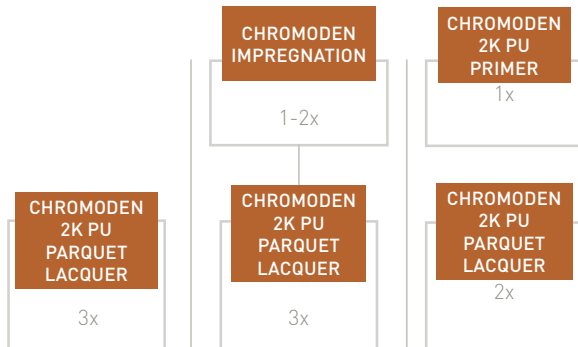 CHROMODEN
IMPREGNATION
1-2x
CHROMODEN
2K PU
PRIMER
1x
CHROMODEN
2K PU
PARQUET
LACQUER
3x
CHROMODEN
2K PU
PARQUET
LACQUER
3x
CHROMODEN
2K PU
PARQUET
LACQUER
2x